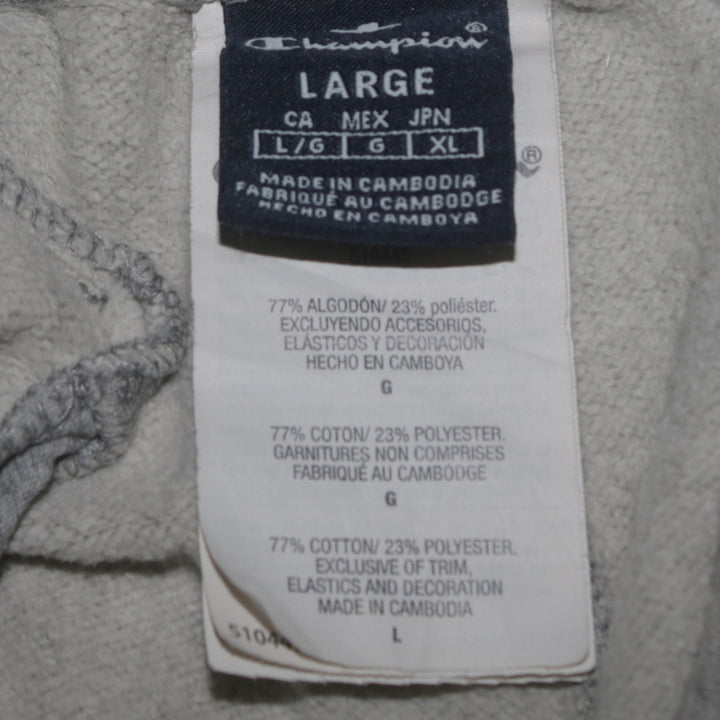 Champion®
LARGE
CA MEX JPN
L/G G XL
®
MADE IN CAMBODIA
FABRIQUÉ AU CAMBODGE
HECHO EN CAMBOYA
77% ALGODÓN/ 23% poliéster.
EXCLUYENDO ACCESORIOS,
ELÁSTICOS Y DECORACIÓN
HECHO EN CAMBOYA
G
77% COTON/ 23% POLYESTER.
GARNITURES NON COMPRISES
FABRIQUÉ AU CAMBODGE
G
77% COTTON/ 23% POLYESTER.
EXCLUSIVE OF TRIM,
ELASTICS AND DECORATION
MADE IN CAMBODIA
L